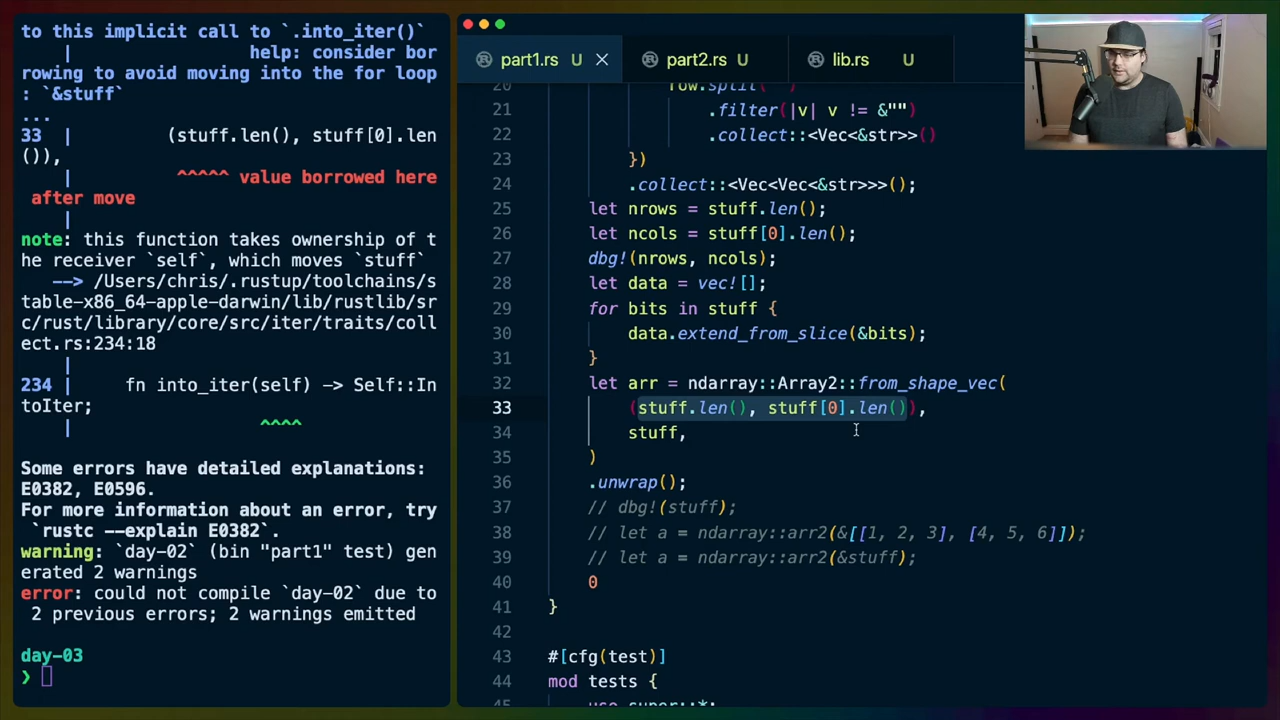 to this implicit call to `.into_iter()`
| help: consider bor
rowing to avoid moving into the for loop
: `&stuff`
...
33 | (stuff.len(), stuff[0].len
()),
| ^^^^^ value borrowed here
after move
|
note: this function takes ownership of t
he receiver `self`, which moves `stuff`
--> /Users/chris/.rustup/toolchains/s
table-x86_64-apple-darwin/lib/rustlib/sr
c/rust/library/core/src/iter/traits/coll
ect.rs:234:18
|
234 | fn into_iter(self) -> Self::In
toIter;
| ^^^^
Some errors have detailed explanations:
E0382, E0596.
For more information about an error, try
`rustc --explain E0382`.
warning: `day-02` (bin "part1" test) gen
erated 2 warnings
error: could not compile `day-02` due to
2 previous errors; 2 warnings emitted
day-03
❯
part1.rs U
part2.rs U
lib.rs U
20 row.split(" ")
21 .filter(|v| v != &"")
22 .collect::<Vec<&str>>()
23 })
24 .collect::<Vec<Vec<&str>>>();
25 let nrows = stuff.len();
26 let ncols = stuff[0].len();
27 dbg!(nrows, ncols);
28 let data = vec![];
29 for bits in stuff {
30 data.extend_from_slice(&bits);
31 }
32 let arr = ndarray::Array2::from_shape_vec(
33 (stuff.len(), stuff[0].len()),
34 stuff,
35 )
36 .unwrap();
37 // dbg!(stuff);
38 // let a = ndarray::arr2(&[[1, 2, 3], [4, 5, 6]]);
39 // let a = ndarray::arr2(&stuff);
40 0
41 }
42
43 #[cfg(test)]
44 mod tests {
45 use super::*;